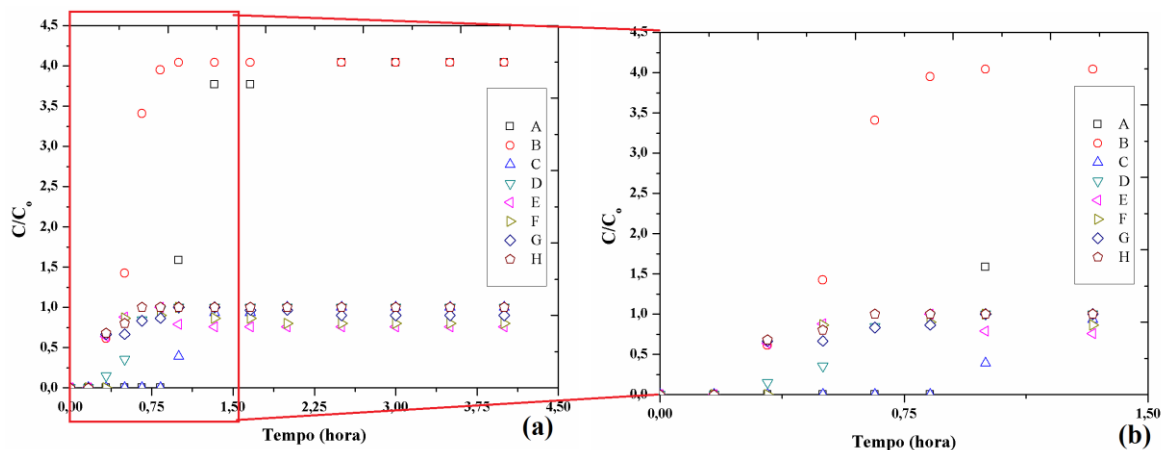 4,5
4,0
3,5
3,0
2,5
2,0
1,5
1,0
0,5
0,0
C/Co
0,00 0,75 1,50 2,25 3,00 3,75 4,50
Tempo (hora)
(a)
A
B
C
D
E
F
G
H
4,5
4,0
3,5
3,0
2,5
2,0
1,5
1,0
0,5
0,0
C/Co
0,00 0,75 1,50
Tempo (hora)
(b)
A
B
C
D
E
F
G
H